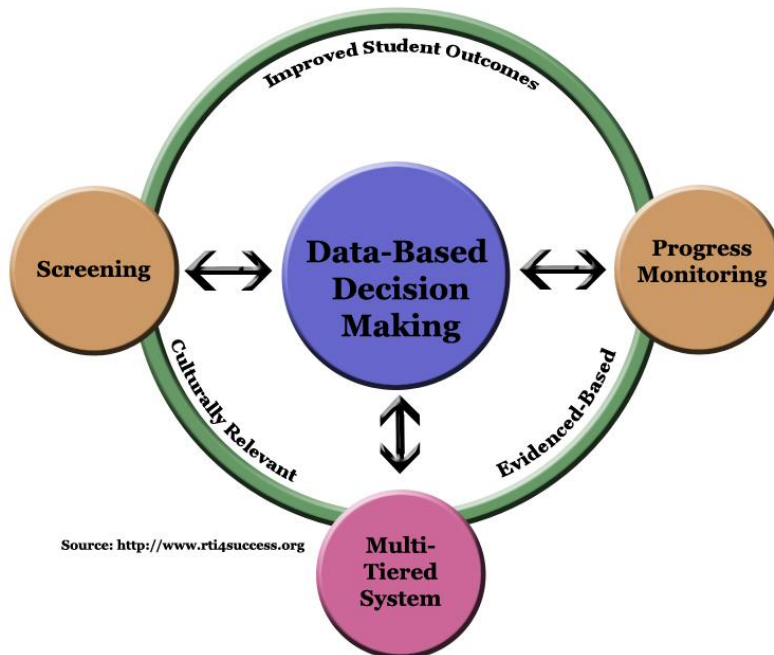 Improved Student Outcomes
Screening
Data-Based
Decision
Making
Progress
Monitoring
Culturally Relevant
Evidenced-Based
Source: http://www.rti4success.org
Multi-
Tiered
System